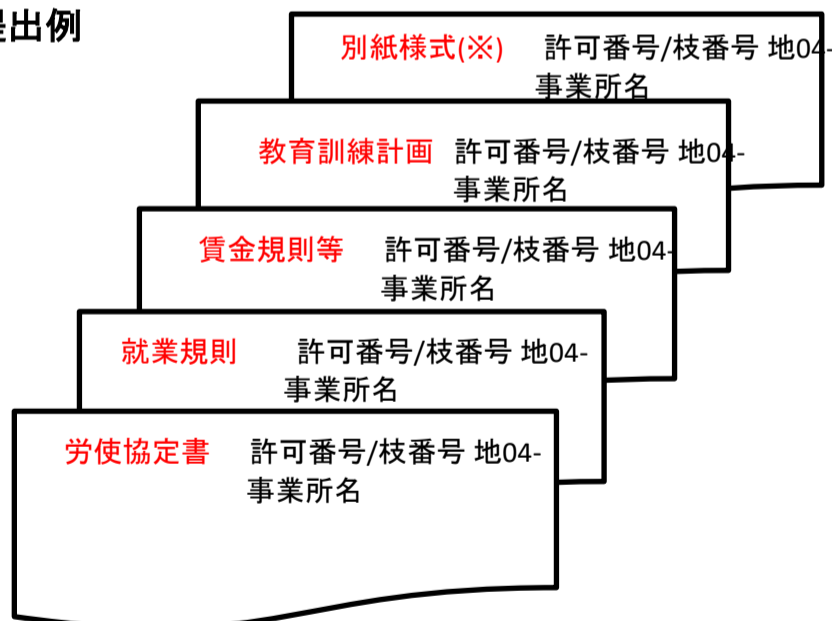 提出例
別紙様式(※) 許可番号/枝番号 地04-
事業所名
教育訓練計画 許可番号/枝番号 地04-
事業所名
賃金規則等 許可番号/枝番号 地04-
事業所名
就業規則 許可番号/枝番号 地04-
事業所名
労使協定書 許可番号/枝番号 地04-
事業所名